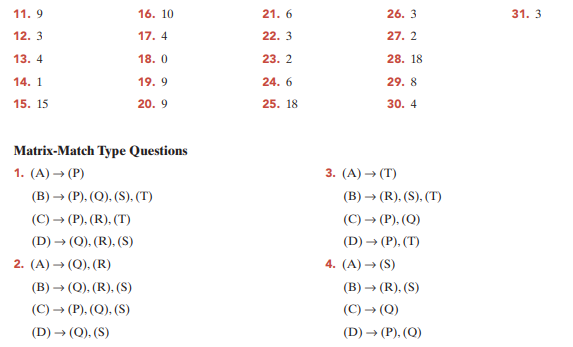 11. 9 16. 10 21. 6 26. 3 31. 3
12. 3 17. 4 22. 3 27. 2
13. 4 18. 0 23. 2 28. 18
14. 1 19. 9 24. 6 29. 8
15. 15 20. 9 25. 18 30. 4
Matrix-Match Type Questions
1. (A) → (P)
(B) → (P), (Q), (S), (T)
(C) → (P), (R), (T)
(D) → (Q), (R), (S)
2. (A) → (Q), (R)
(B) → (Q), (R), (S)
(C) → (P), (Q), (S)
(D) → (Q), (S)
3. (A) → (T)
(B) → (R), (S), (T)
(C) → (P), (Q)
(D) → (P), (T)
4. (A) → (S)
(B) → (R), (S)
(C) → (Q)
(D) → (P), (Q)